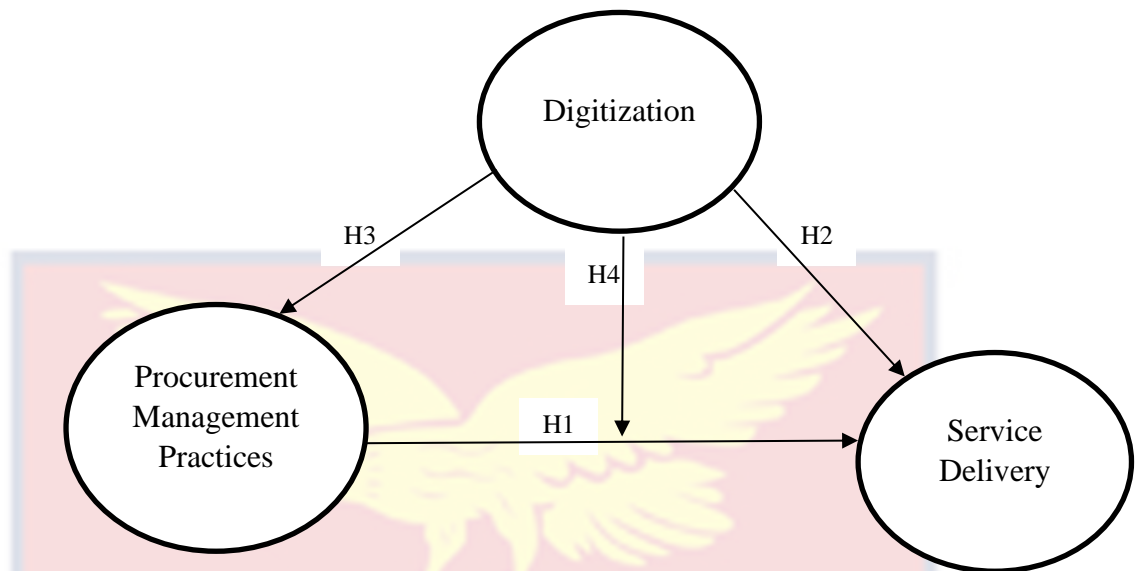 Digitization
H3
H2
H4
Procurement
Management
Practices
H1
Service
Delivery